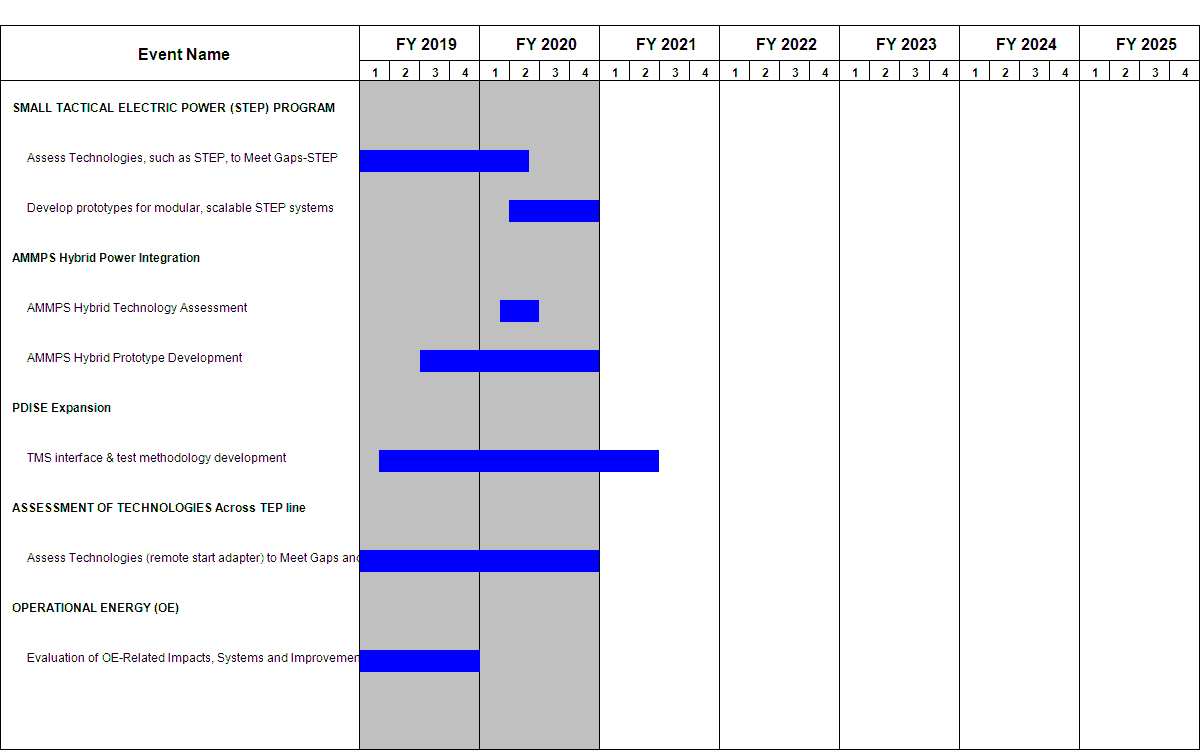 Event Name
FY 2019 FY 2020 FY 2021 FY 2022 FY 2023 FY 2024 FY 2025
1 2 3 4 1 2 3 4 1 2 3 4 1 2 3 4 1 2 3 4 1 2 3 4 1 2 3 4
SMALL TACTICAL ELECTRIC POWER (STEP) PROGRAM
Assess Technologies, such as STEP, to Meet Gaps-STEP
Develop prototypes for modular, scalable STEP systems
AMMPS Hybrid Power Integration
AMMPS Hybrid Technology Assessment
AMMPS Hybrid Prototype Development
PDISE Expansion
TMS interface & test methodology development
ASSESSMENT OF TECHNOLOGIES Across TEP line
Assess Technologies (remote start adapter) to Meet Gaps and
OPERATIONAL ENERGY (OE)
Evaluation of OE-Related Impacts, Systems and Improvemen